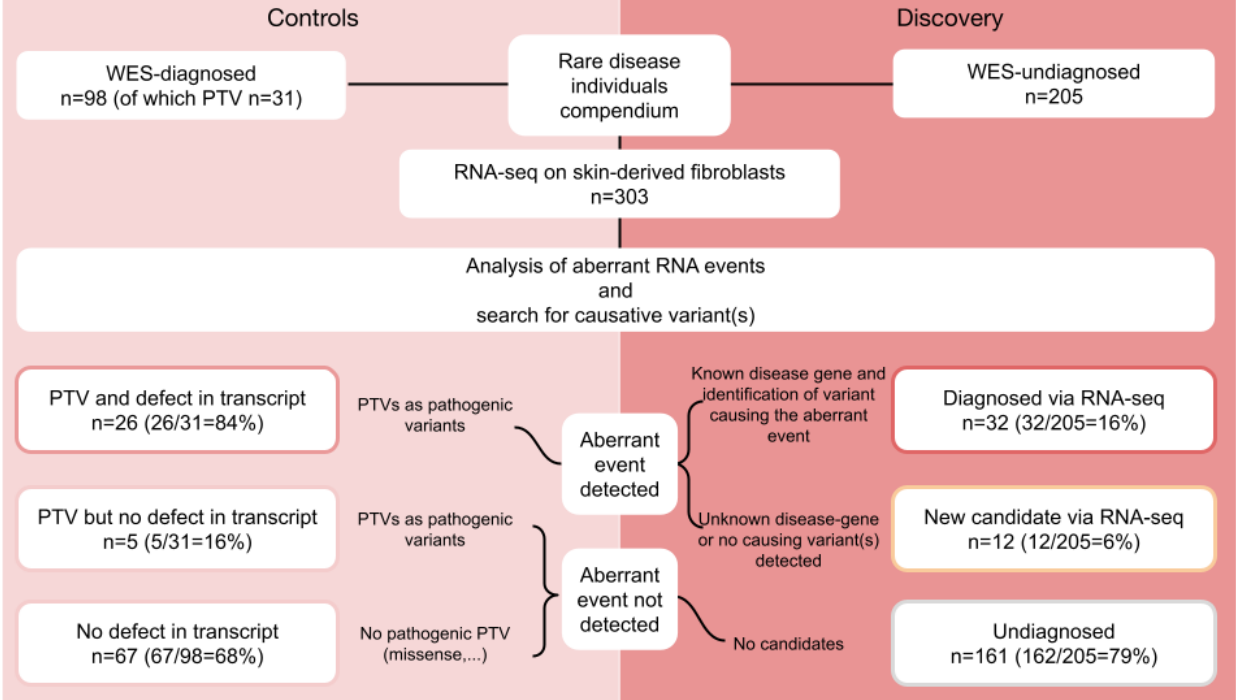 Controls
Discovery
WES-diagnosed
n=98 (of which PTV n=31)
Rare disease
individuals
compendium
WES-undiagnosed
n=205
RNA-seq on skin-derived fibroblasts
n=303
Analysis of aberrant RNA events
and
search for causative variant(s)
PTV and defect in transcript
n=26 (26/31=84%)
PTVs as pathogenic
variants
Aberrant
event
detected
Known disease gene and
identification of variant
causing the aberrant
event
Diagnosed via RNA-seq
n=32 (32/205=16%)
PTV but no defect in transcript
n=5 (5/31=16%)
PTVs as pathogenic
variants
Unknown disease-gene
or no causing variant(s)
detected
New candidate via RNA-seq
n=12 (12/205=6%)
Aberrant
event not
detected
No defect in transcript
n=67 (67/98=68%)
No pathogenic PTV
(missense,...)
No candidates
Undiagnosed
n=161 (162/205=79%)